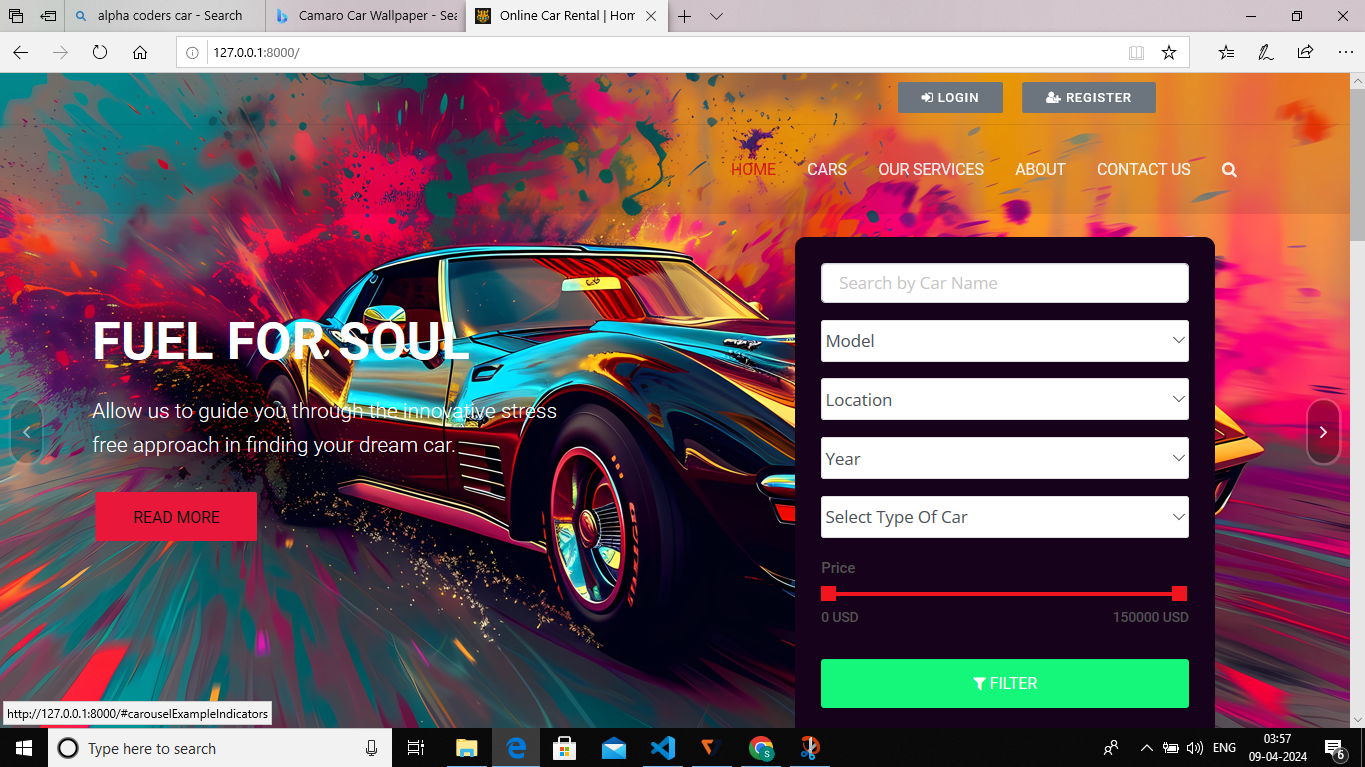 alpha coders car - Search
Camaro Car Wallpaper - Sea
Online Car Rental | Hom
127.0.0.1:8000/
LOGIN
REGISTER
HOME
CARS
OUR SERVICES
ABOUT
CONTACT US
Search by Car Name
Model
FUEL FOR SOUL
Location
Allow us to guide you through the innovative stress
free approach in finding your dream car.
Year
READ MORE
Select Type Of Car
Price
0 USD
150000 USD
FILTER
http://127.0.0.1:8000/#carouselExampleIndicators
Type here to search
ENG
03:57
09-04-2024
6